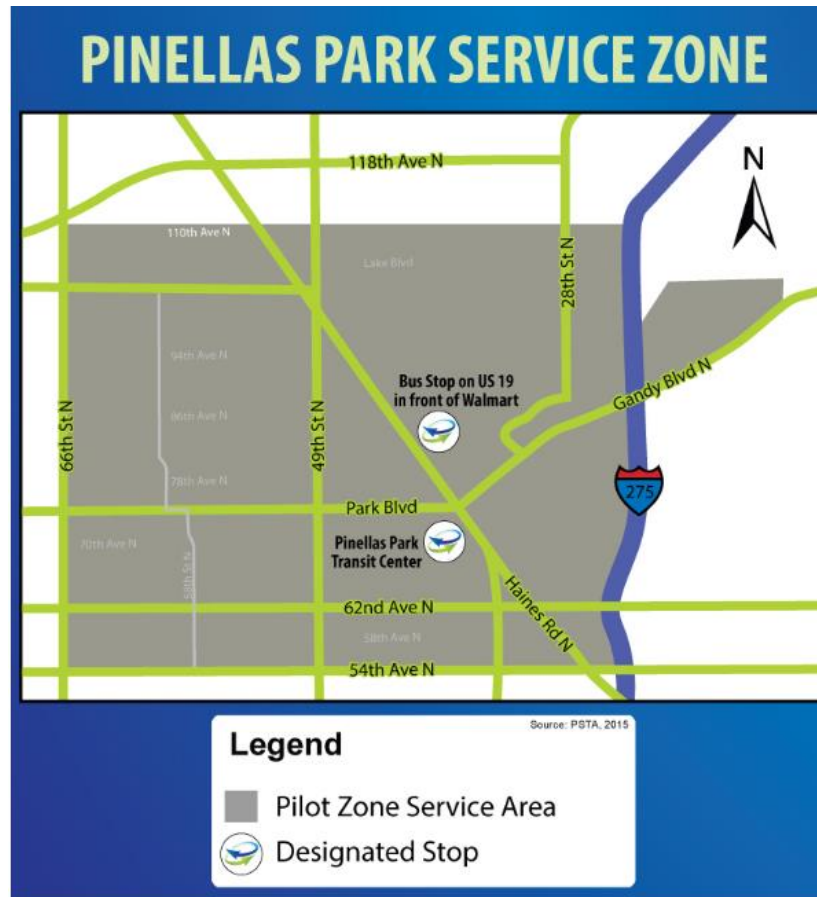 PINELLAS PARK SERVICE ZONE
118th Ave N
N
110th Ave N
Lake Blvd
28th St N
94th Ave N
Bus Stop on US 19
in front of Walmart
86th Ave N
Gandy Blvd N
66th St N
49th St N
78th Ave N
275
Park Blvd
70th Ave N
Pinellas Park
Transit Center
58th St N
Haines Rd N
62nd Ave N
58th Ave N
54th Ave N
Source: PSTA, 2015
Legend
Pilot Zone Service Area
Designated Stop